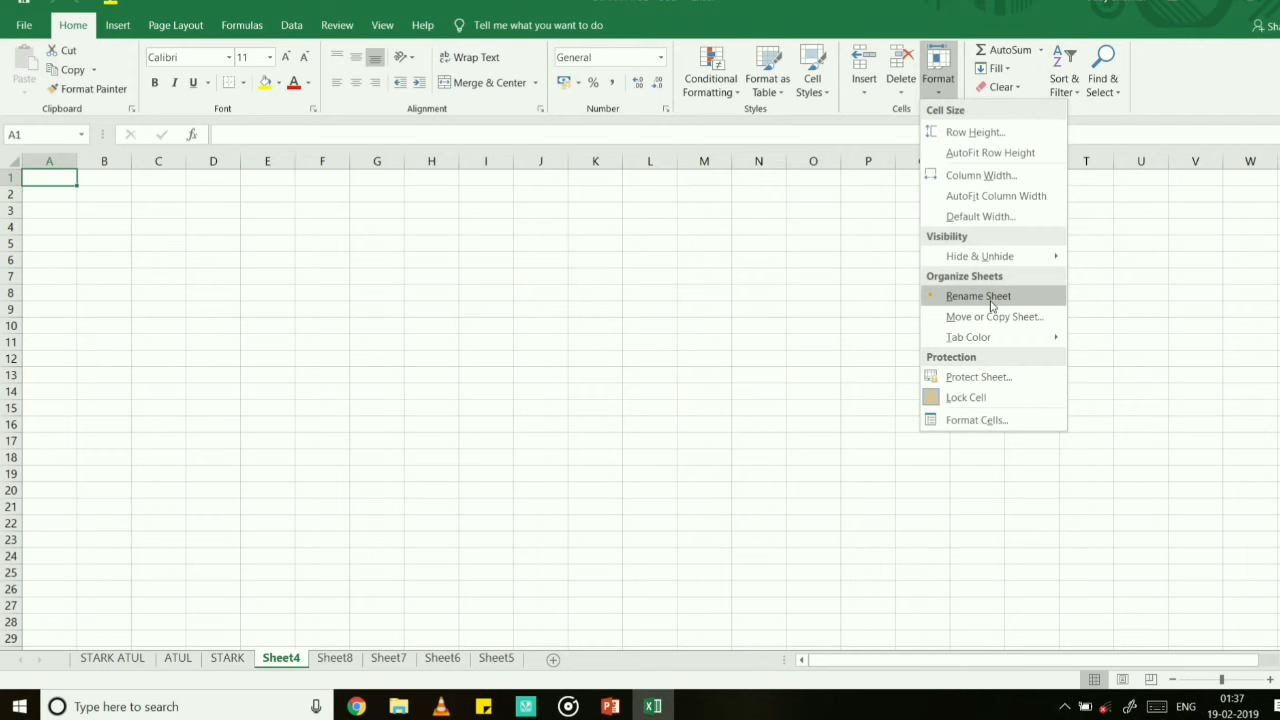 File Home Insert Page Layout Formulas Data Review View Help Tell me what you want to do
Cut
Copy
Format Painter
Paste
Clipboard
Calibri 11
B I U
Font
Wrap Text
Merge & Center
Alignment
General
%
Number
Conditional Formatting
Format as Table
Cell Styles
Styles
Insert Delete Format
Cells
AutoSum
Fill
Clear
Sort & Filter
Find & Select
A1
fx
A B C D E F G H I J K L M N O P T U V W
1
2
3
4
5
6
7
8
9
10
11
12
13
14
15
16
17
18
19
20
21
22
23
24
25
26
27
28
29
Cell Size
Row Height...
AutoFit Row Height
Column Width...
AutoFit Column Width
Default Width...
Visibility
Hide & Unhide
Organize Sheets
Rename Sheet
Move or Copy Sheet...
Tab Color
Protection
Protect Sheet...
Lock Cell
Format Cells...
STARK ATUL ATUL STARK Sheet4 Sheet8 Sheet7 Sheet6 Sheet5
Type here to search
ENG
01:37
19-02-2019